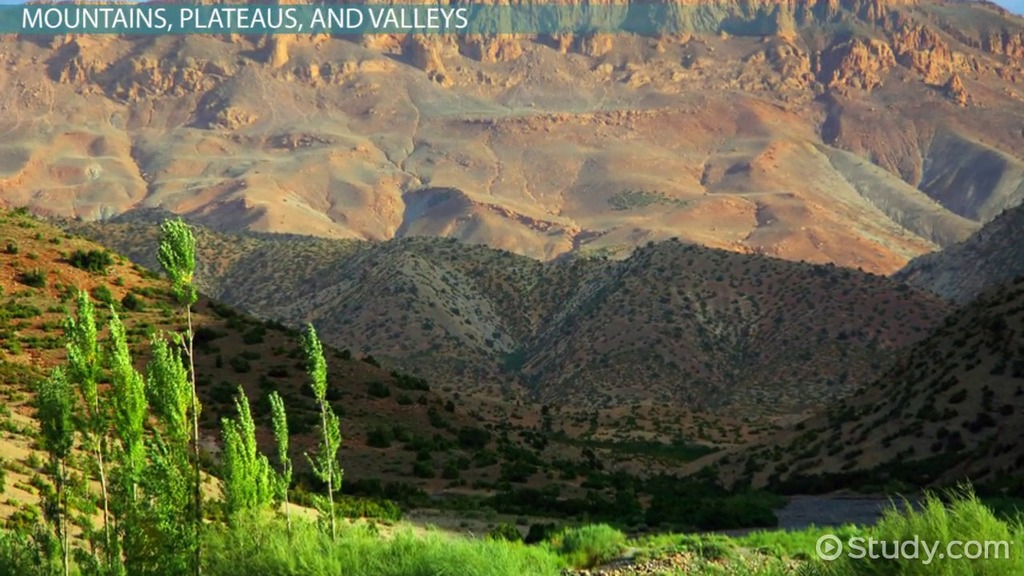 MOUNTAINS, PLATEAUS, AND VALLEYS
Study.com